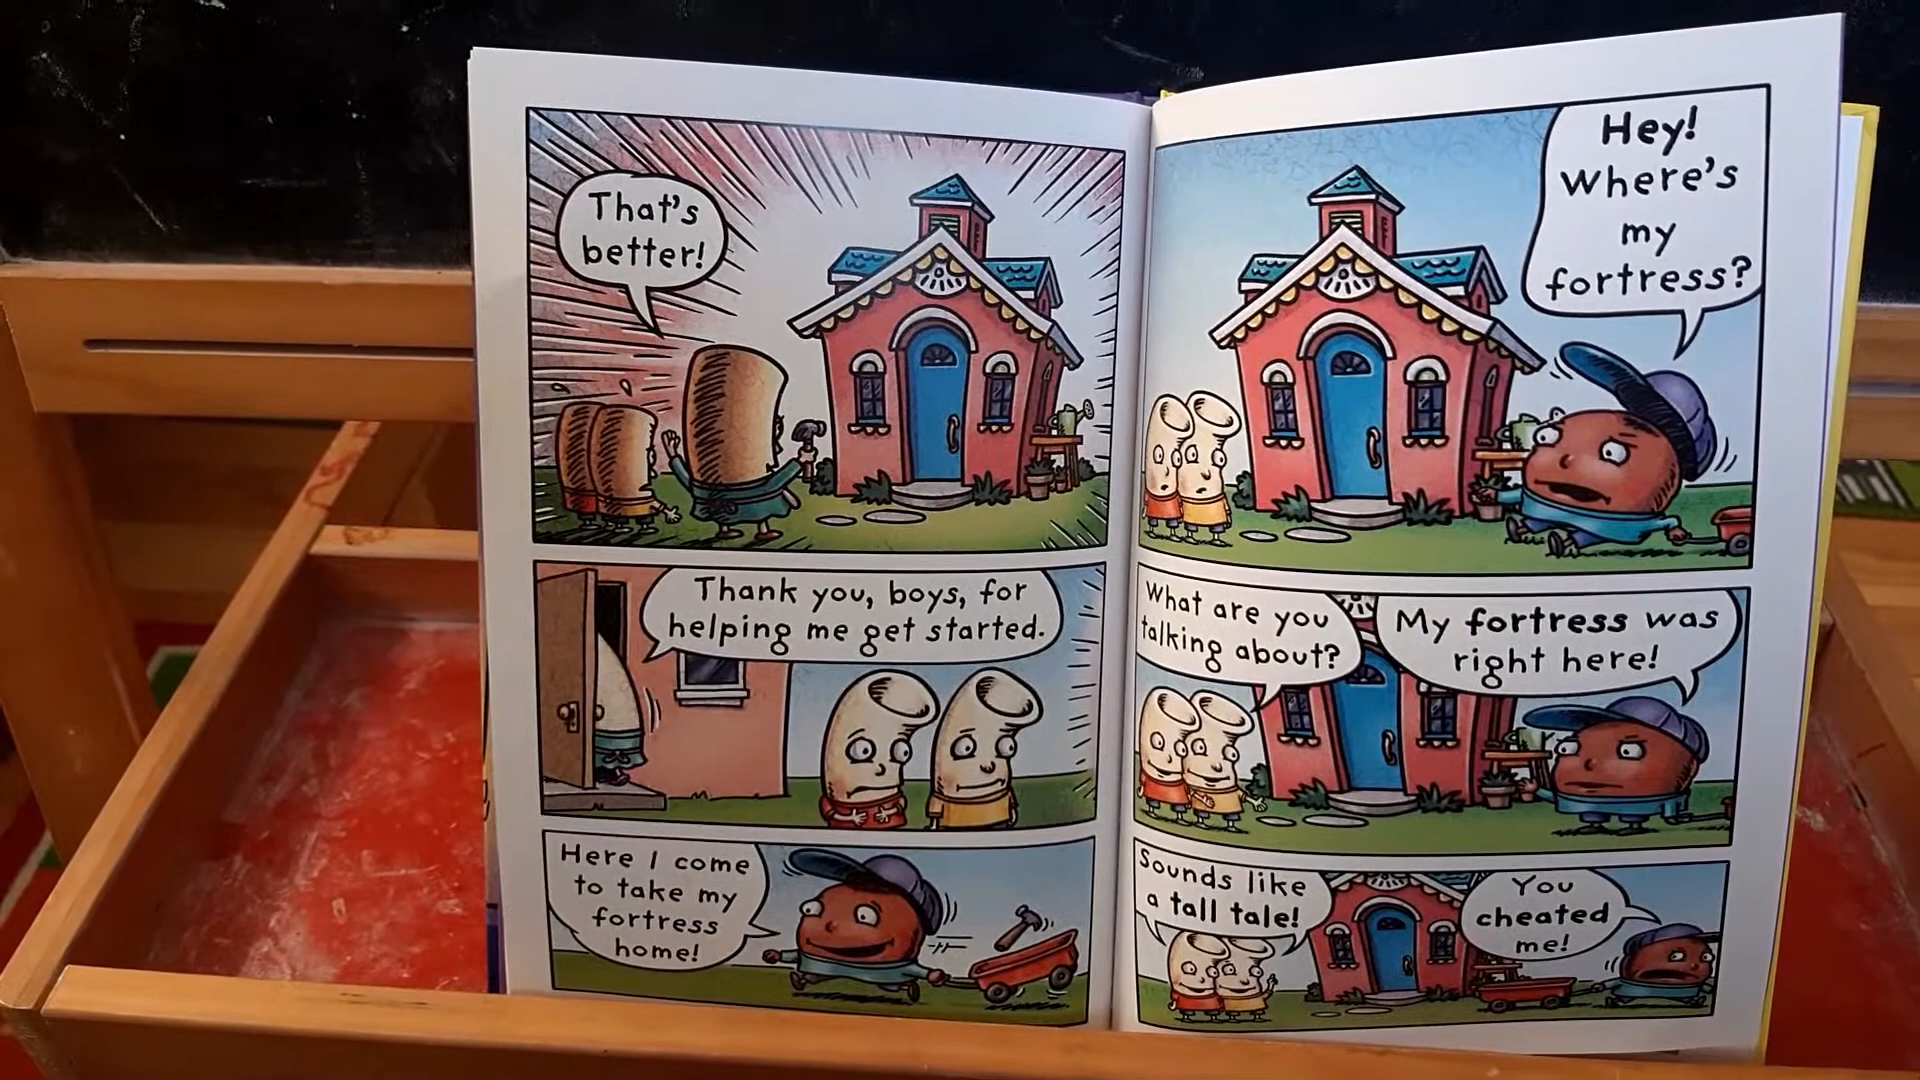 That's
better!
Thank you, boys, for
helping me get started.
Here I come
to take my
fortress
home!
Hey!
Where's
my
fortress?
What are you
talking about?
My fortress was
right here!
Sounds like
a tall tale!
You
cheated
me!